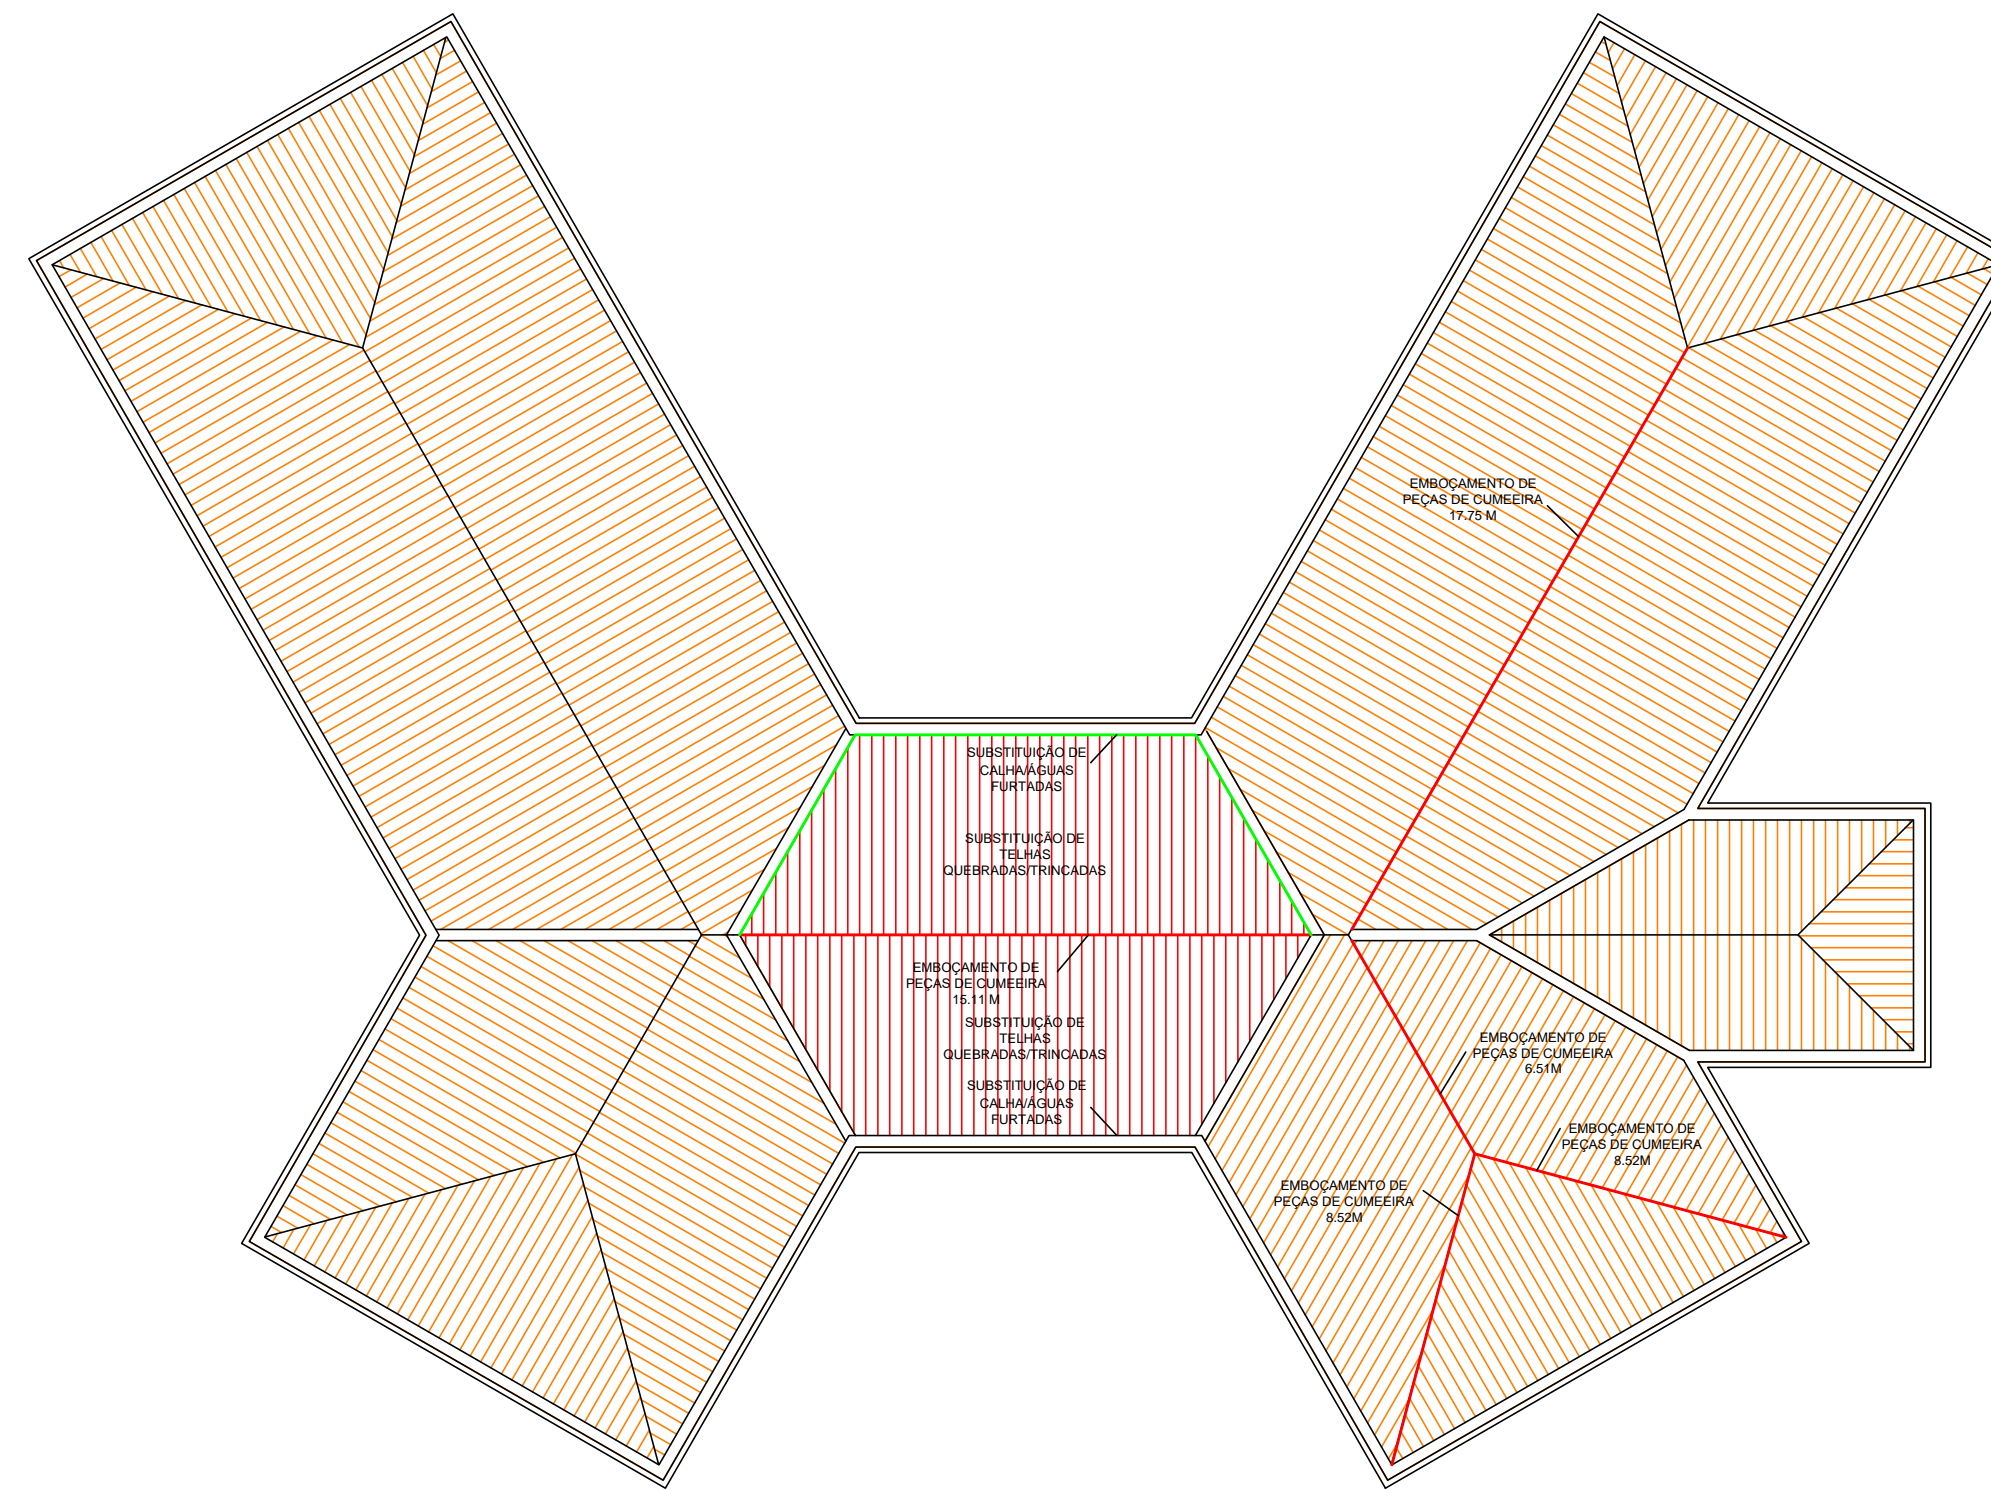 EMBOÇAMENTO DE
PEÇAS DE CUMEEIRA
17.75 M
SUBSTITUIÇÃO DE
CALHA/ÁGUAS
FURTADAS
SUBSTITUIÇÃO DE
TELHAS
QUEBRADAS/TRINCADAS
EMBOÇAMENTO DE
PEÇAS DE CUMEEIRA
15.11 M
SUBSTITUIÇÃO DE
TELHAS
QUEBRADAS/TRINCADAS
SUBSTITUIÇÃO DE
CALHA/ÁGUAS
FURTADAS
EMBOÇAMENTO DE
PEÇAS DE CUMEEIRA
6.51M
EMBOÇAMENTO DE
PEÇAS DE CUMEEIRA
8.52M
EMBOÇAMENTO DE
PEÇAS DE CUMEEIRA
8.52M